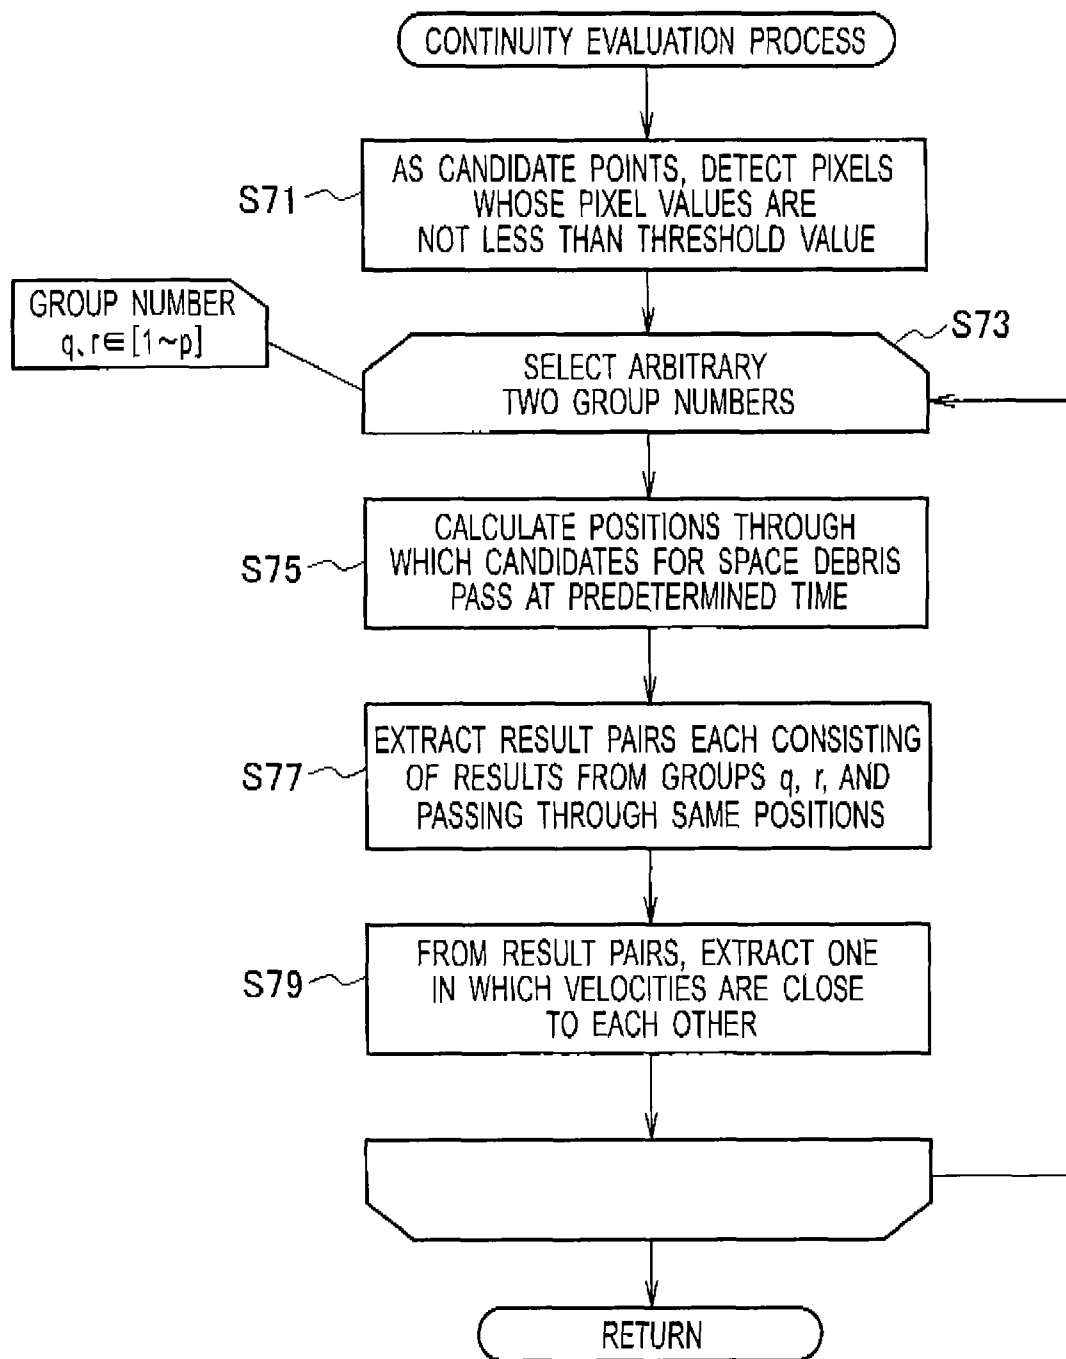 CONTINUITY EVALUATION PROCESS
S71
AS CANDIDATE POINTS, DETECT PIXELS
WHOSE PIXEL VALUES ARE
NOT LESS THAN THRESHOLD VALUE
GROUP NUMBER
q、r∈[1~p]
S73
SELECT ARBITRARY
TWO GROUP NUMBERS
S75
CALCULATE POSITIONS THROUGH
WHICH CANDIDATES FOR SPACE DEBRIS
PASS AT PREDETERMINED TIME
S77
EXTRACT RESULT PAIRS EACH CONSISTING
OF RESULTS FROM GROUPS q, r, AND
PASSING THROUGH SAME POSITIONS
S79
FROM RESULT PAIRS, EXTRACT ONE
IN WHICH VELOCITIES ARE CLOSE
TO EACH OTHER
RETURN